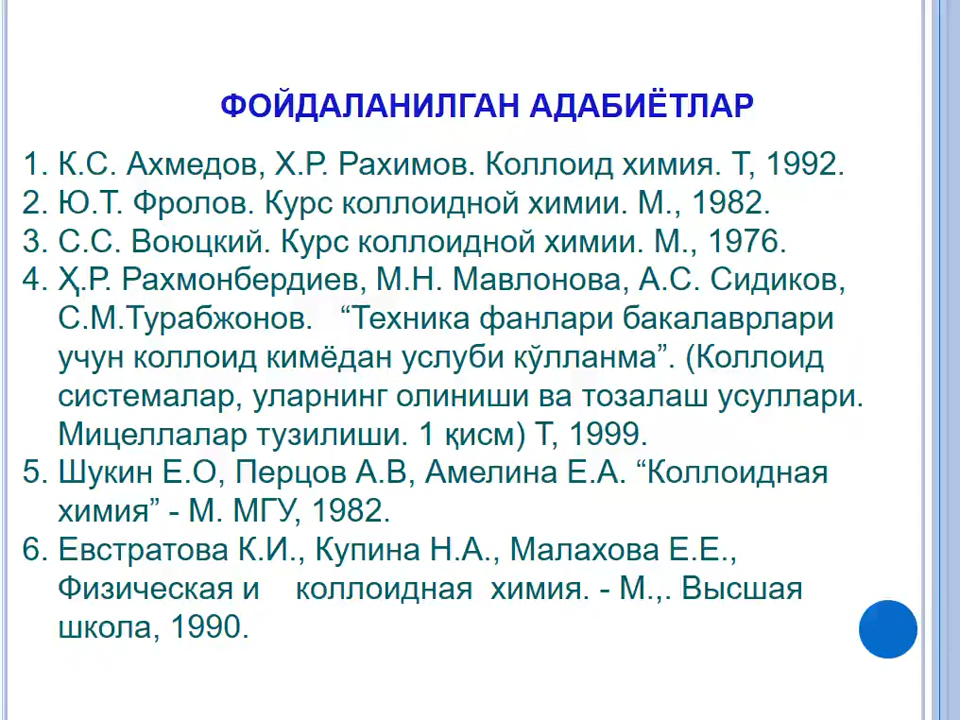 ФОЙДАЛАНИЛГАН АДАБИЁТЛАР
1. К.С. Ахмедов, Х.Р. Рахимов. Коллоид химия. Т, 1992.
2. Ю.Т. Фролов. Курс коллоидной химии. М., 1982.
3. С.С. Воюцкий. Курс коллоидной химии. М., 1976.
4. Ҳ.Р. Рахмонбердиев, М.Н. Мавлонова, А.С. Сидиков,
С.М.Турабжонов. “Техника фанлари бакалаврлари
учун коллоид кимёдан услуби кўлланма”. (Коллоид
системалар, уларнинг олиниши ва тозалаш усуллари.
Мицеллалар тузилиши. 1 қисм) Т, 1999.
5. Шукин Е.О, Перцов А.В, Амелина Е.А. “Коллоидная
химия” - М. МГУ, 1982.
6. Евстратова К.И., Купина Н.А., Малахова Е.Е.,
Физическая и коллоидная химия. - М.,. Высшая
школа, 1990.